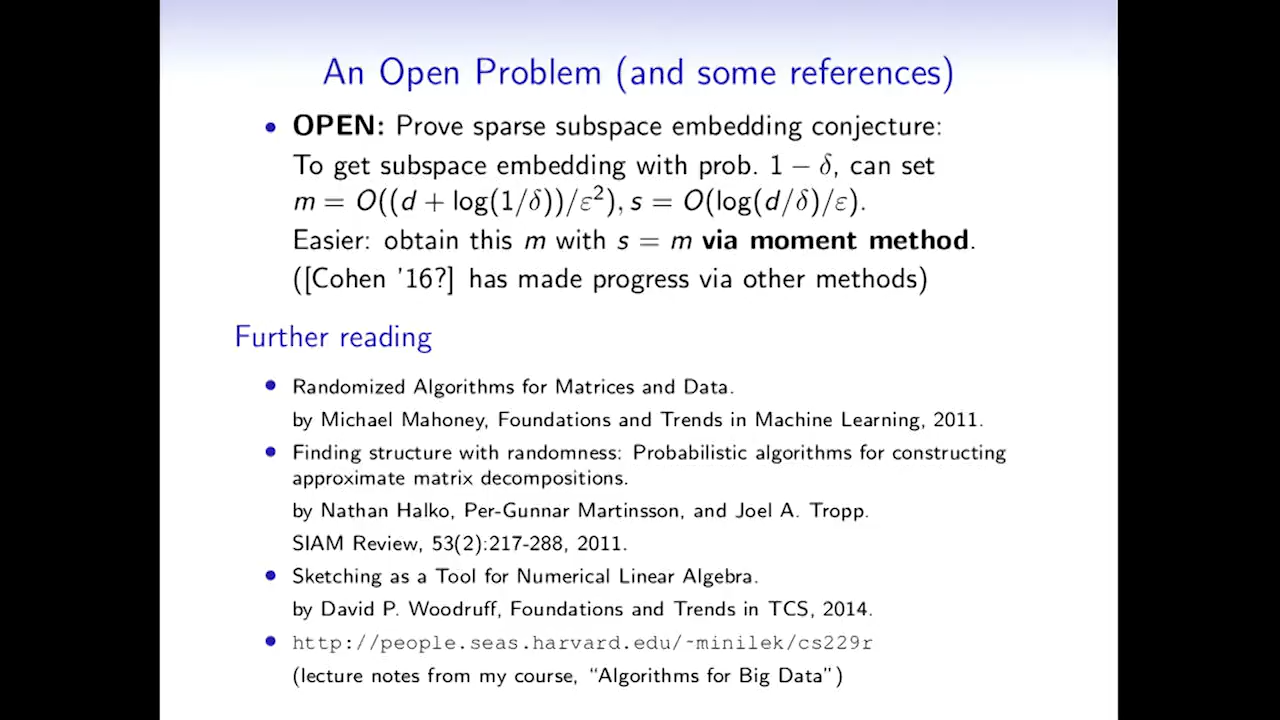 An Open Problem (and some references)
• OPEN: Prove sparse subspace embedding conjecture:
To get subspace embedding with prob. 1 − δ, can set
m = O((d + log(1/δ))/ε²), s = O(log(d/δ)/ε).
Easier: obtain this m with s = m via moment method.
([Cohen '16?] has made progress via other methods)
Further reading
• Randomized Algorithms for Matrices and Data.
by Michael Mahoney, Foundations and Trends in Machine Learning, 2011.
• Finding structure with randomness: Probabilistic algorithms for constructing
approximate matrix decompositions.
by Nathan Halko, Per-Gunnar Martinsson, and Joel A. Tropp.
SIAM Review, 53(2):217-288, 2011.
• Sketching as a Tool for Numerical Linear Algebra.
by David P. Woodruff, Foundations and Trends in TCS, 2014.
• http://people.seas.harvard.edu/~minilek/cs229r
(lecture notes from my course, “Algorithms for Big Data”)